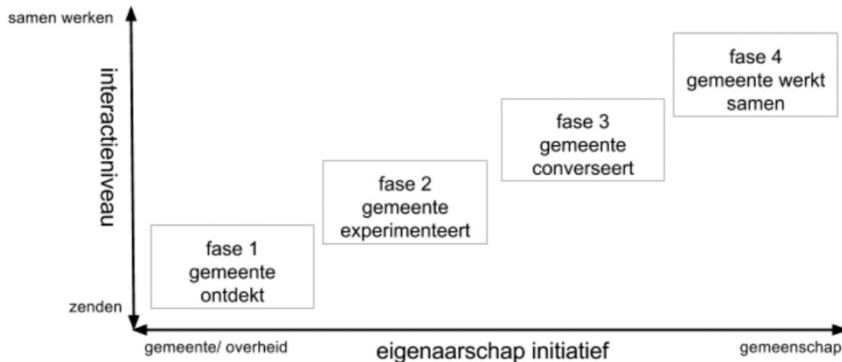 samen werken
interactieniveau
zenden
fase 1
gemeente
ontdekt
fase 2
gemeente
experimenteert
fase 3
gemeente
converseert
fase 4
gemeente werkt
samen
gemeente/ overheid
eigenaarschap initiatief
gemeenschap